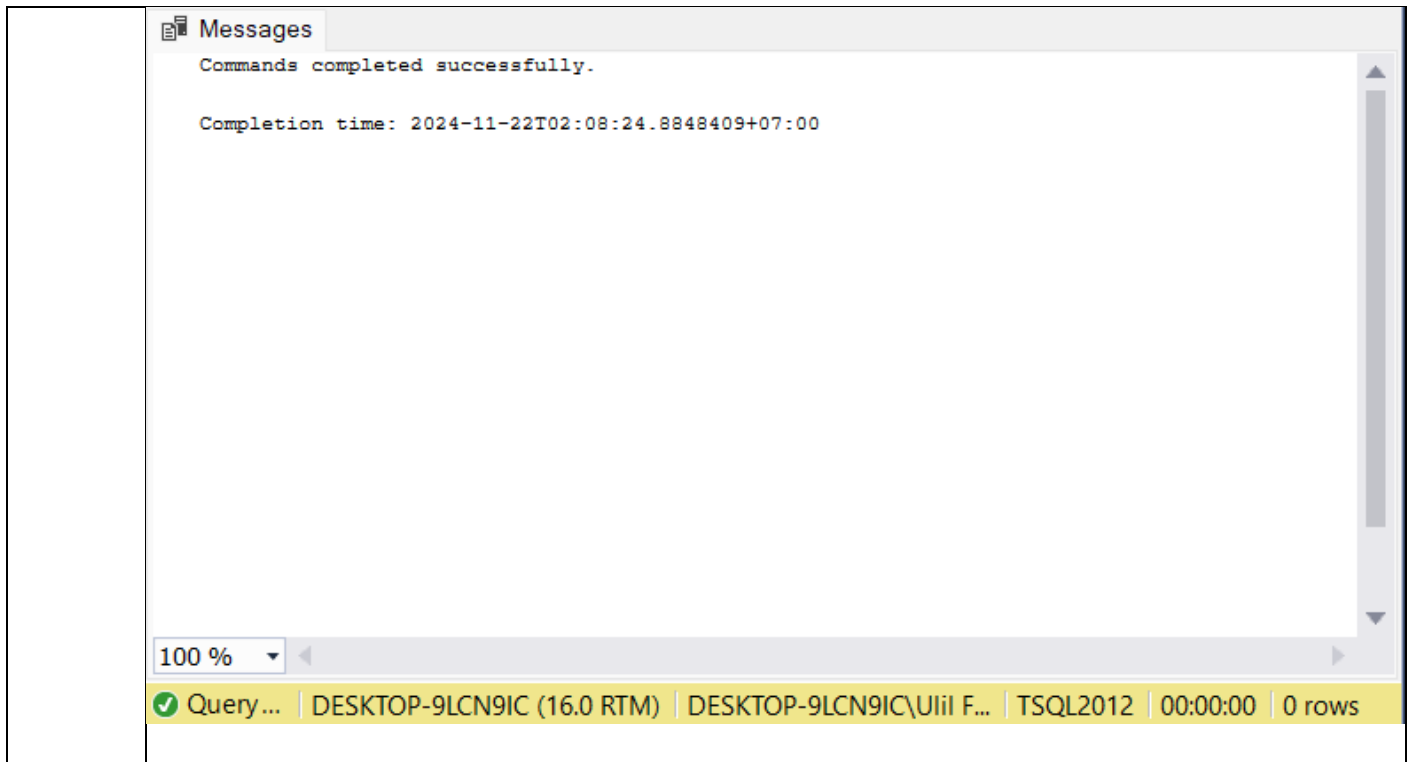 Messages
Commands completed successfully.
Completion time: 2024-11-22T02:08:24.8848409+07:00
100 %
Query... DESKTOP-9LCN9IC (16.0 RTM) DESKTOP-9LCN9IC\Ulil F... TSQL2012 00:00:00 0 rows